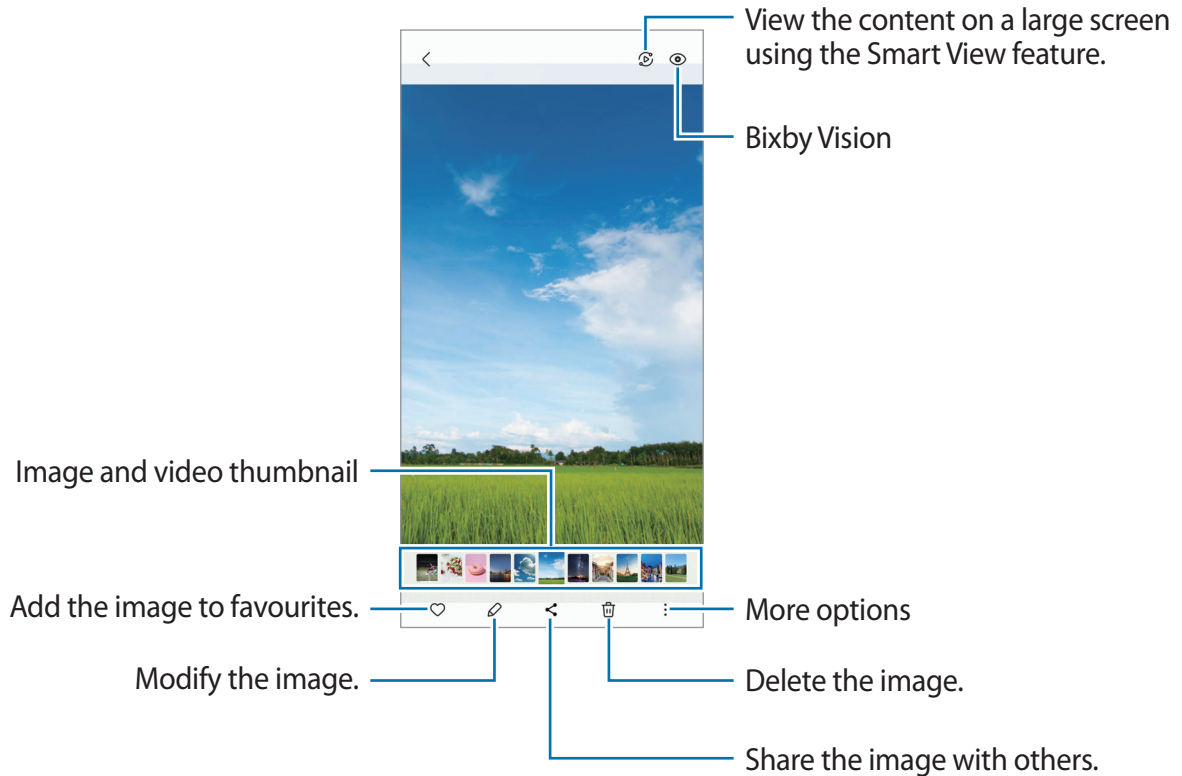 View the content on a large screen
using the Smart View feature.
Bixby Vision
Image and video thumbnail
Add the image to favourites.
More options
Modify the image.
Delete the image.
Share the image with others.